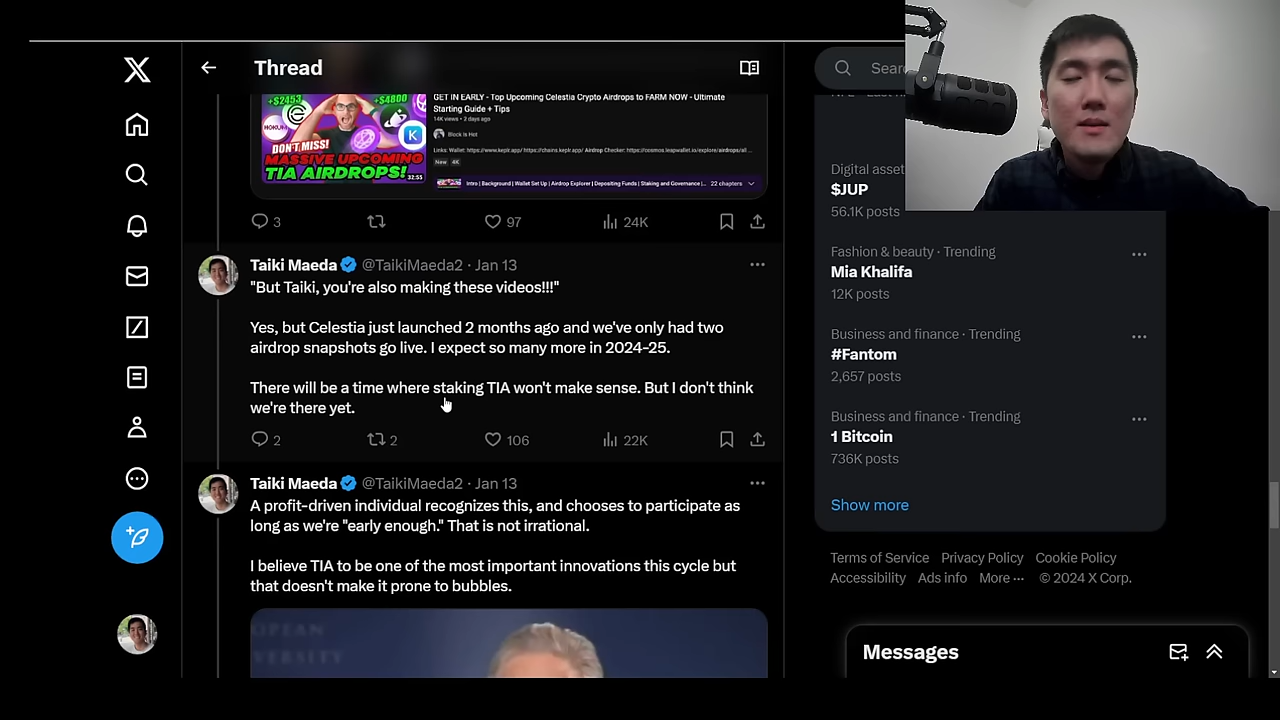 Thread
+$2453
+$4800
HOKUM
DON'T MISS!
MASSIVE UPCOMING
TIA AIRDROPS!
32:55
GET IN EARLY - Top Upcoming Celestia Crypto Airdrops to FARM NOW - Ultimate
Starting Guide + Tips
14K views • 2 days ago
Block is Hot
Links: Wallet: https://www.keplr.app/ https://chains.keplr.app/ Airdrop Checker: https://cosmos.leapwallet.io/explore/airdrops/all...
New 4K
Intro | Background | Wallet Set Up | Airdrop Explorer | Depositing Funds | Staking and Governance |... 22 chapters
3 97 24K
Taiki Maeda @TaikiMaeda2 · Jan 13
"But Taiki, you're also making these videos!!!"
Yes, but Celestia just launched 2 months ago and we've only had two
airdrop snapshots go live. I expect so many more in 2024-25.
There will be a time where staking TIA won't make sense. But I don't think
we're there yet.
2 2 106 22K
Taiki Maeda @TaikiMaeda2 · Jan 13
A profit-driven individual recognizes this, and chooses to participate as
long as we're "early enough." That is not irrational.
I believe TIA to be one of the most important innovations this cycle but
that doesn't make it prone to bubbles.
Sear
Digital asset
$JUP
56.1K posts
Fashion & beauty · Trending
Mia Khalifa
12K posts
Business and finance · Trending
#Fantom
2,657 posts
Business and finance · Trending
1 Bitcoin
736K posts
Show more
Terms of Service Privacy Policy Cookie Policy
Accessibility Ads info More ··· © 2024 X Corp.
Messages